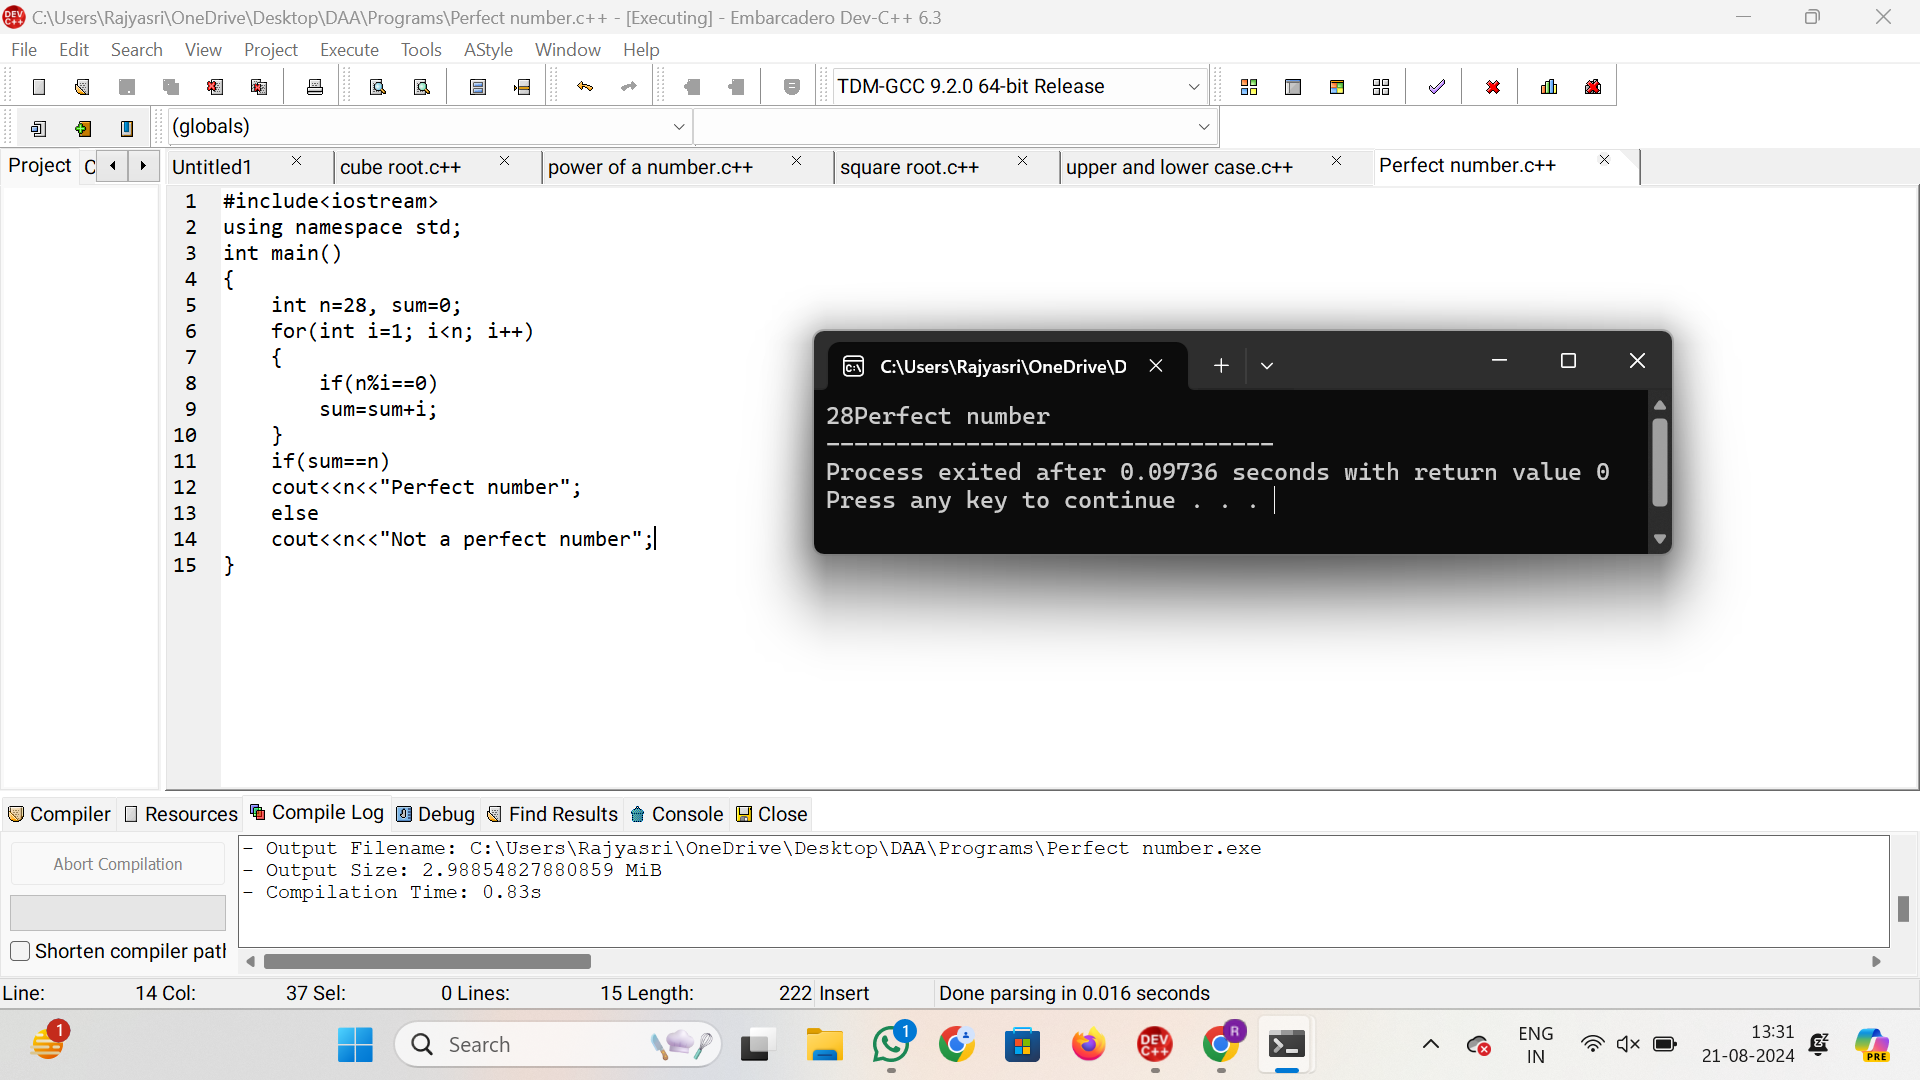 C:\Users\Rajyasri\OneDrive\Desktop\DAA\Programs\Perfect number.c++ - [Executing] - Embarcadero Dev-C++ 6.3
File Edit Search View Project Execute Tools AStyle Window Help
TDM-GCC 9.2.0 64-bit Release
(globals)
Project C Untitled1 cube root.c++ power of a number.c++ square root.c++ upper and lower case.c++ Perfect number.c++
1 #include<iostream>
2 using namespace std;
3 int main()
4 {
5 int n=28, sum=0;
6 for(int i=1; i<n; i++)
7 {
8 if(n%i==0)
9 sum=sum+i;
10 }
11 if(sum==n)
12 cout<<n<<"Perfect number";
13 else
14 cout<<n<<"Not a perfect number";
15 }
C:\Users\Rajyasri\OneDrive\D
28Perfect number
--------------------------------
Process exited after 0.09736 seconds with return value 0
Press any key to continue . . .
Compiler Resources Compile Log Debug Find Results Console Close
Abort Compilation
Shorten compiler path
- Output Filename: C:\Users\Rajyasri\OneDrive\Desktop\DAA\Programs\Perfect number.exe
- Output Size: 2.98854827880859 MiB
- Compilation Time: 0.83s
Line: 14 Col: 37 Sel: 0 Lines: 15 Length: 222 Insert Done parsing in 0.016 seconds
1
Search
1
DEV C++
R
ENG
IN
13:31
21-08-2024
PRE